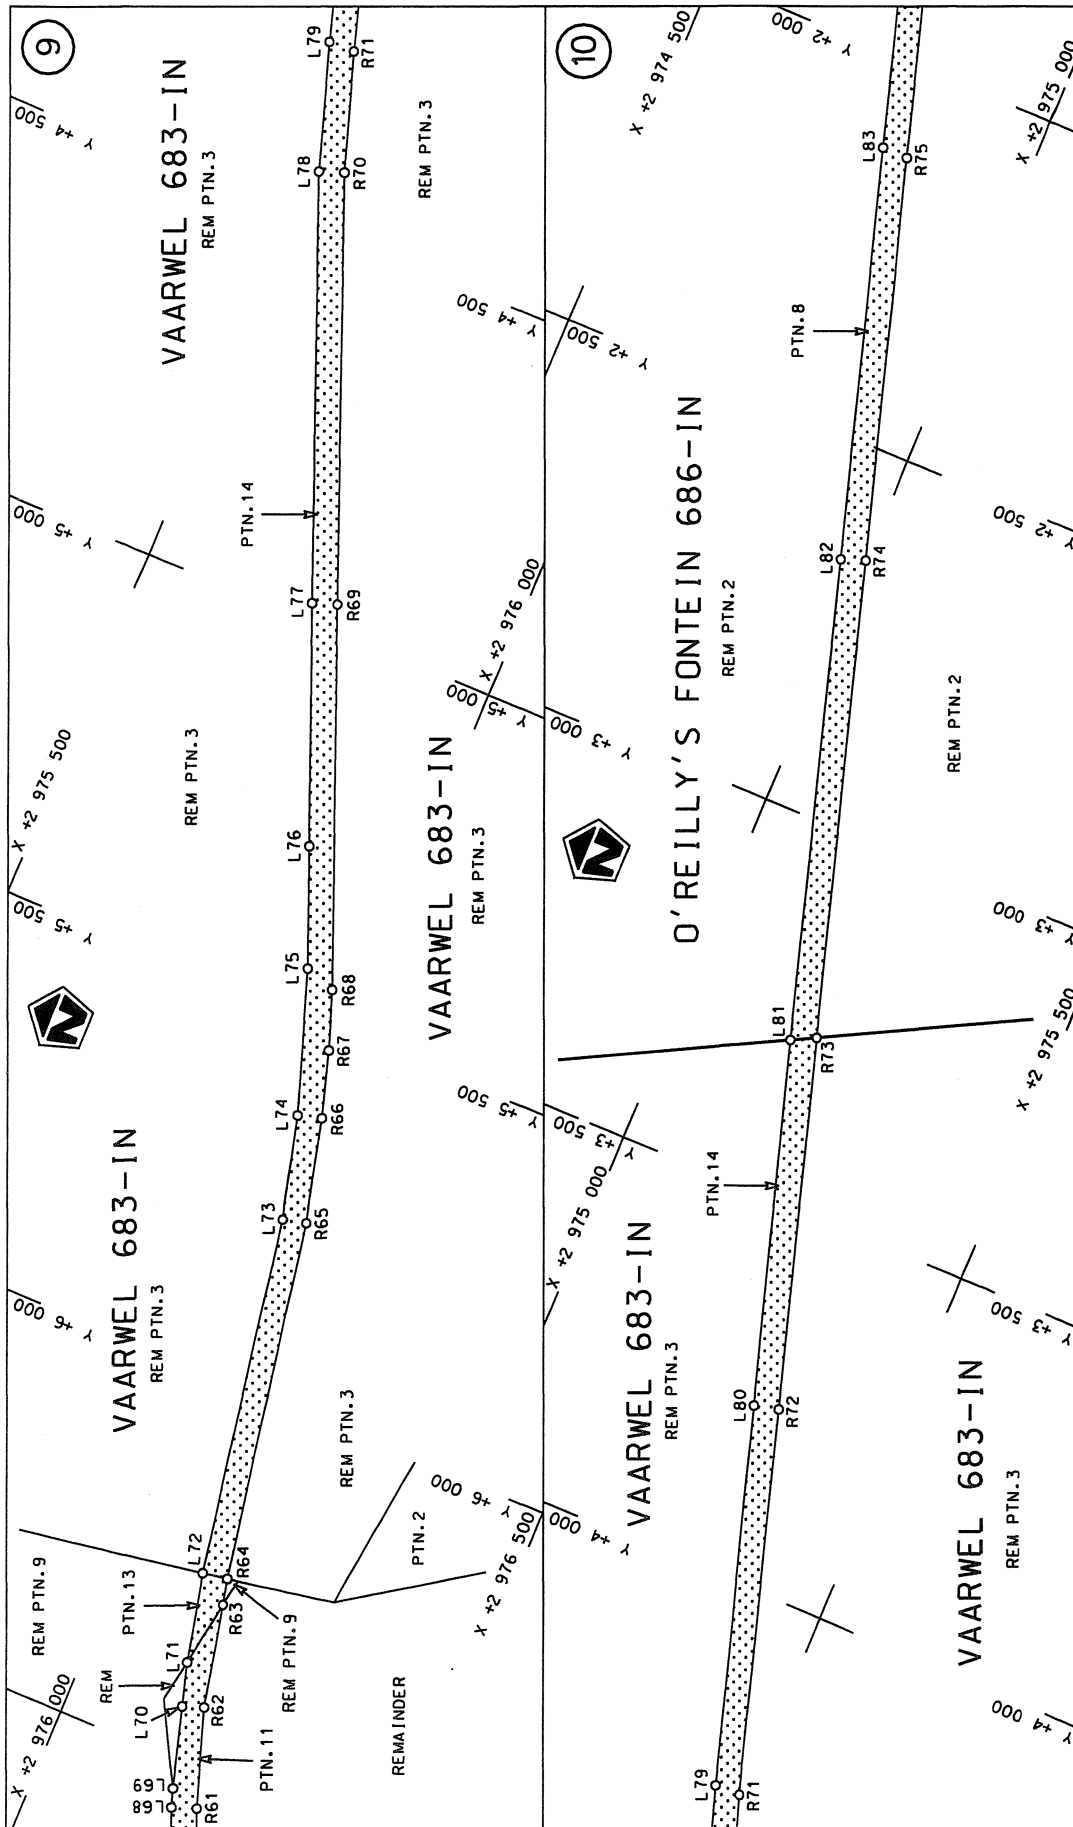 9
VAARWEL 683-IN
REM PTN.3
Y +4 500
L79
R71
L78
R70
REM PTN.3
Y +4 500
PTN.14
Y +5 000
L77
R69
X +2 976 000
Y +5 000
X +2 975 500
REM PTN.3
Y +5 500
L76
L75
R68
R67
VAARWEL 683-IN
REM PTN.3
N
L74
R66
Y +5 500
VAARWEL 683-IN
REM PTN.3
L73
R65
Y +6 000
REM PTN.3
Y +6 000
X +2 976 500
PTN.2
REM PTN.9
PTN.13
L72
R64
R63
REM PTN.9
L71
REM
L70
R62
X +2 976 000
PTN.11
REMAINDER
L69
L68
R61
10
X +2 974 500
Y +2 000
X +2 975 000
L83
R75
PTN.8
Y +2 500
O'REILLY'S FONTEIN 686-IN
REM PTN.2
L82
R74
Y +2 500
REM PTN.2
Y +3 000
N
Y +3 000
L81
R73
X +2 975 500
Y +3 500
X +2 975 000
PTN.14
VAARWEL 683-IN
REM PTN.3
Y +3 500
L80
R72
VAARWEL 683-IN
REM PTN.3
Y +4 000
Y +4 000
L79
R71